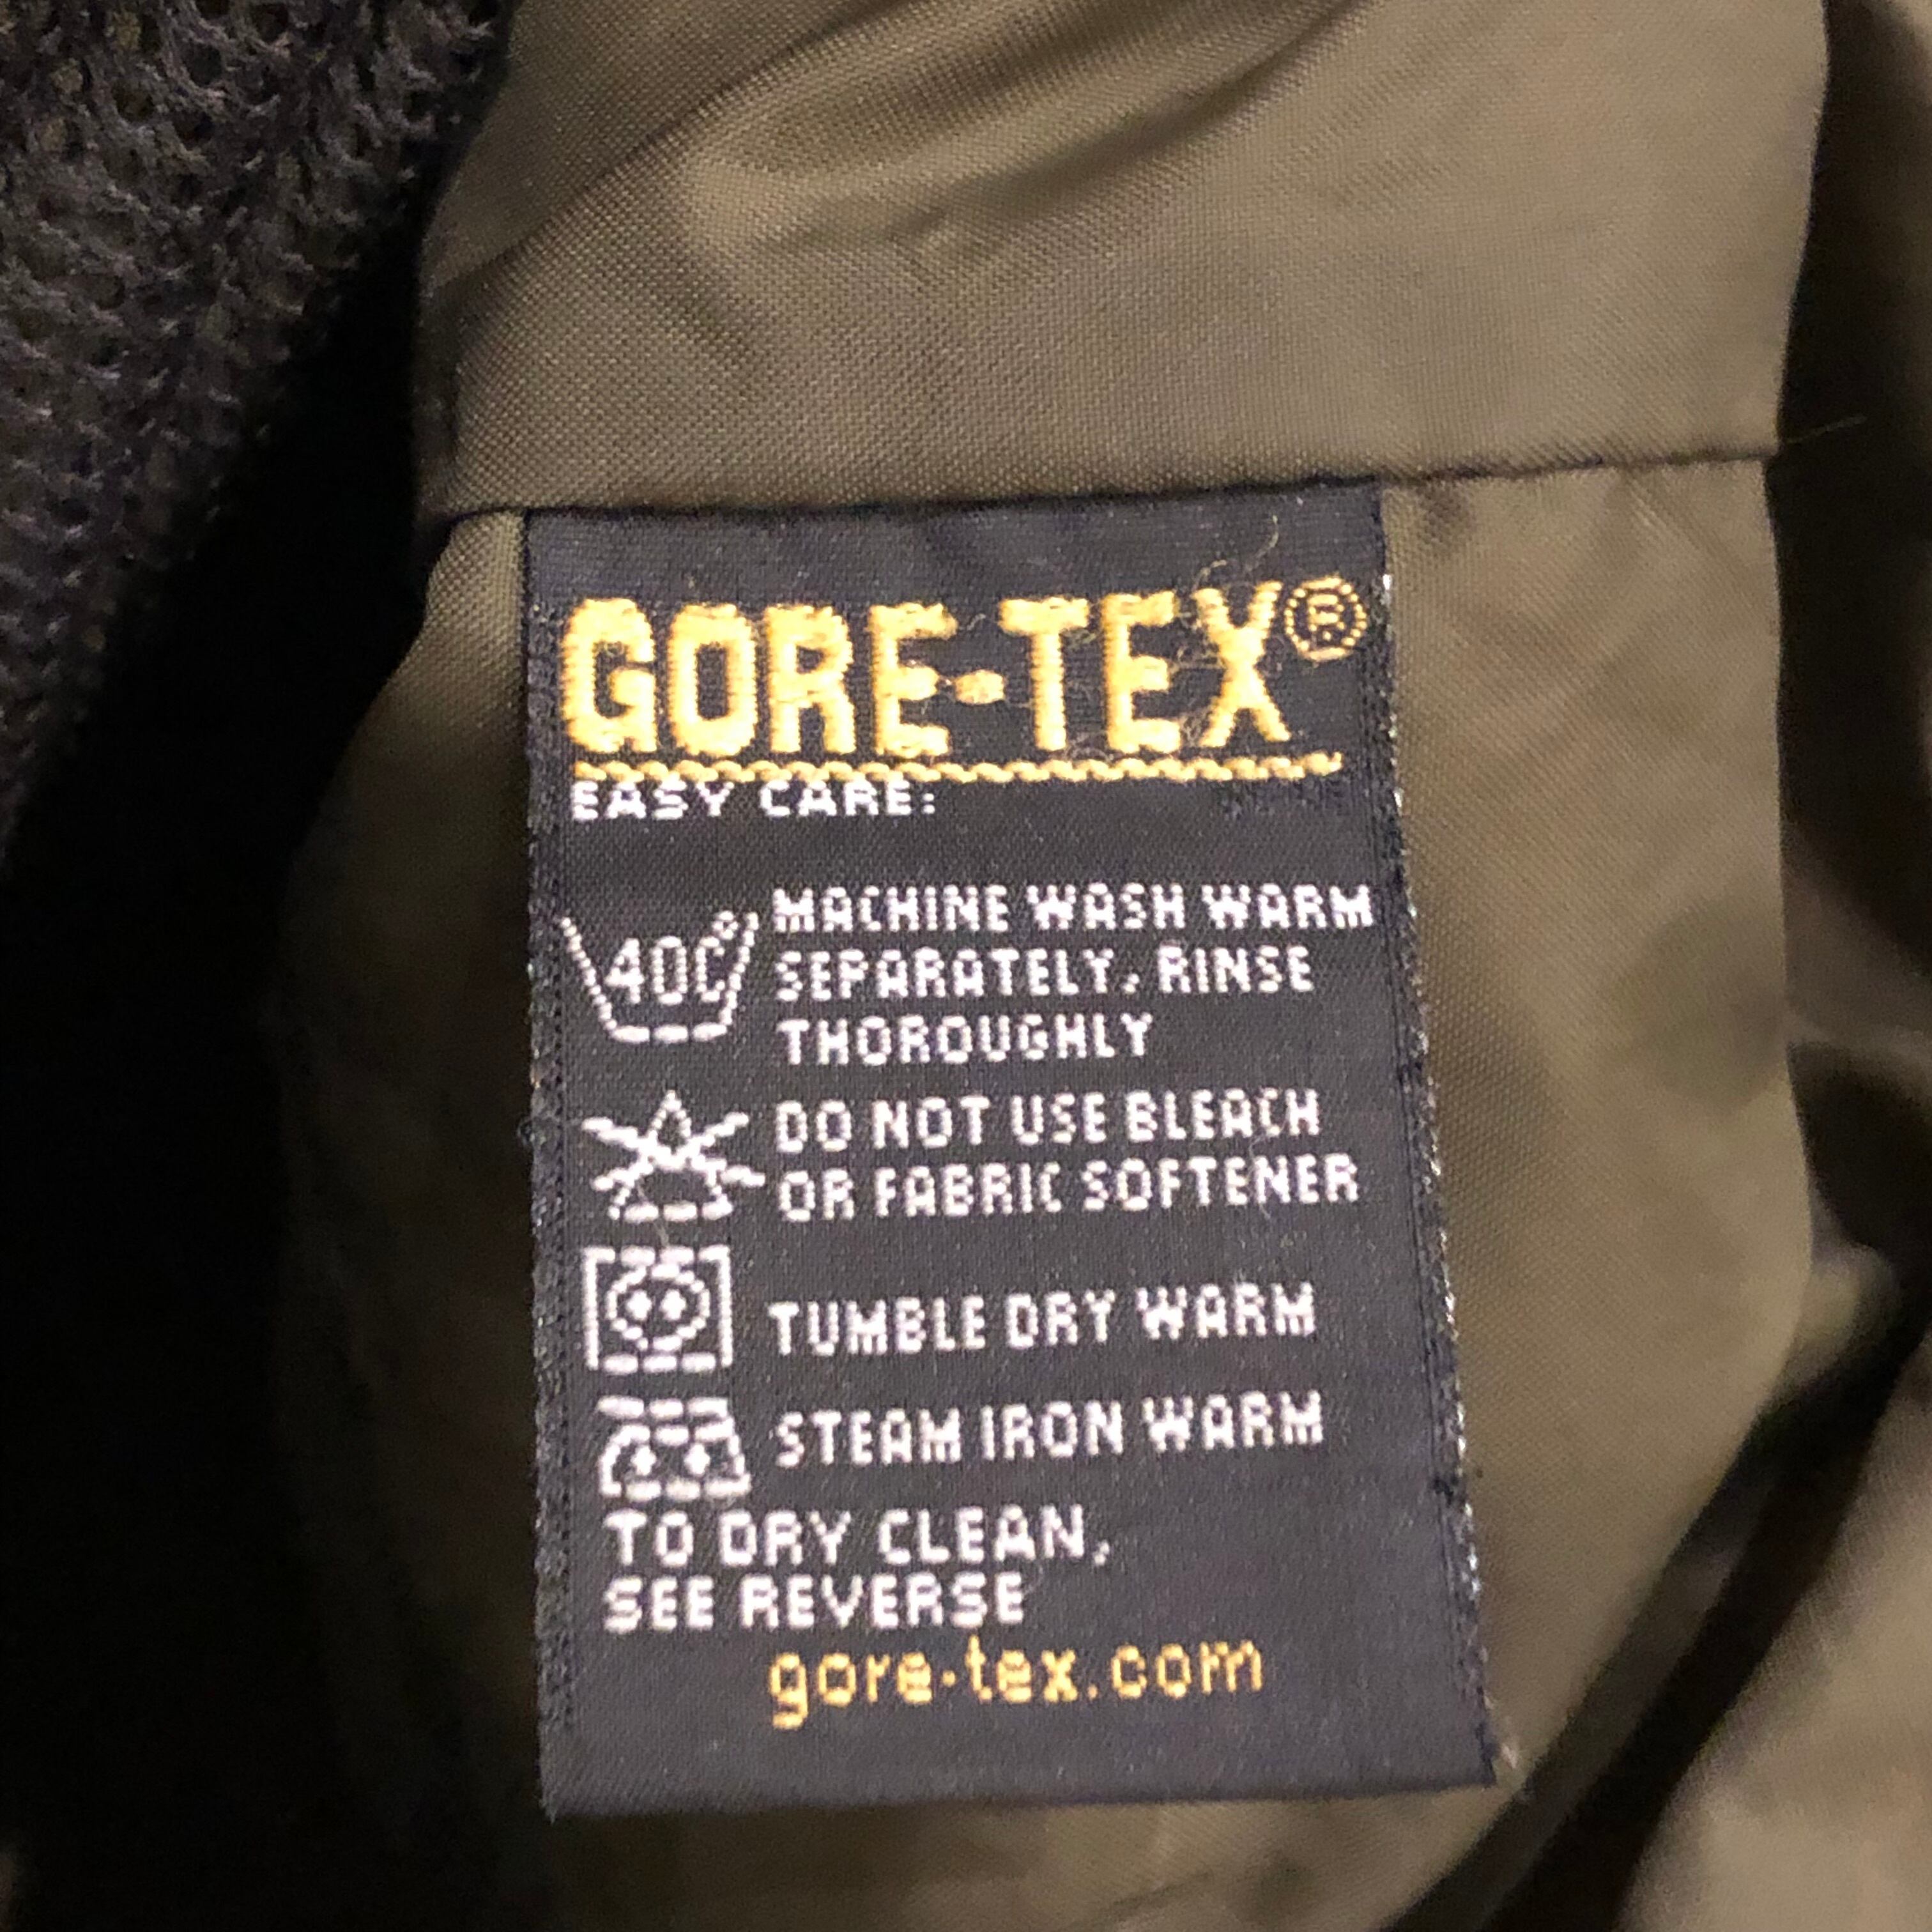 GORE-TEX®
EASY CARE:
40C° MACHINE WASH WARM
SEPARATELY, RINSE
THOROUGHLY
DO NOT USE BLEACH
OR FABRIC SOFTENER
TUMBLE DRY WARM
STEAM IRON WARM
TO DRY CLEAN,
SEE REVERSE
gore-tex.com